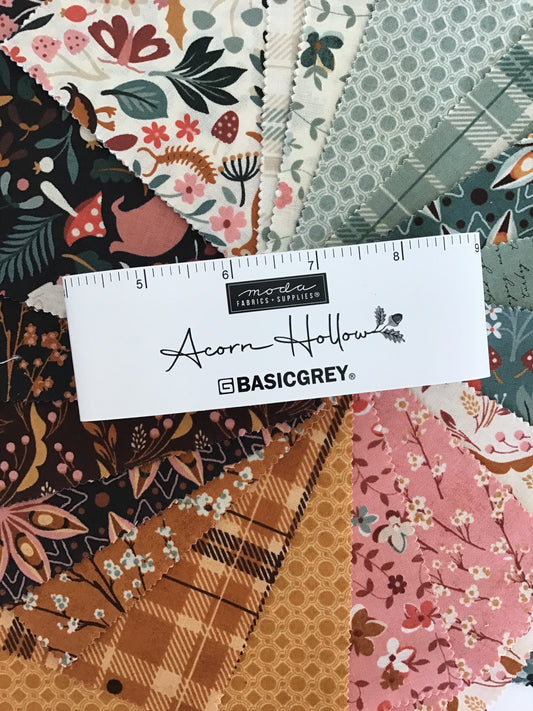 5 6 7 8 9
moda
FABRICS + SUPPLIES®
Acorn Hollow
BASICGREY®